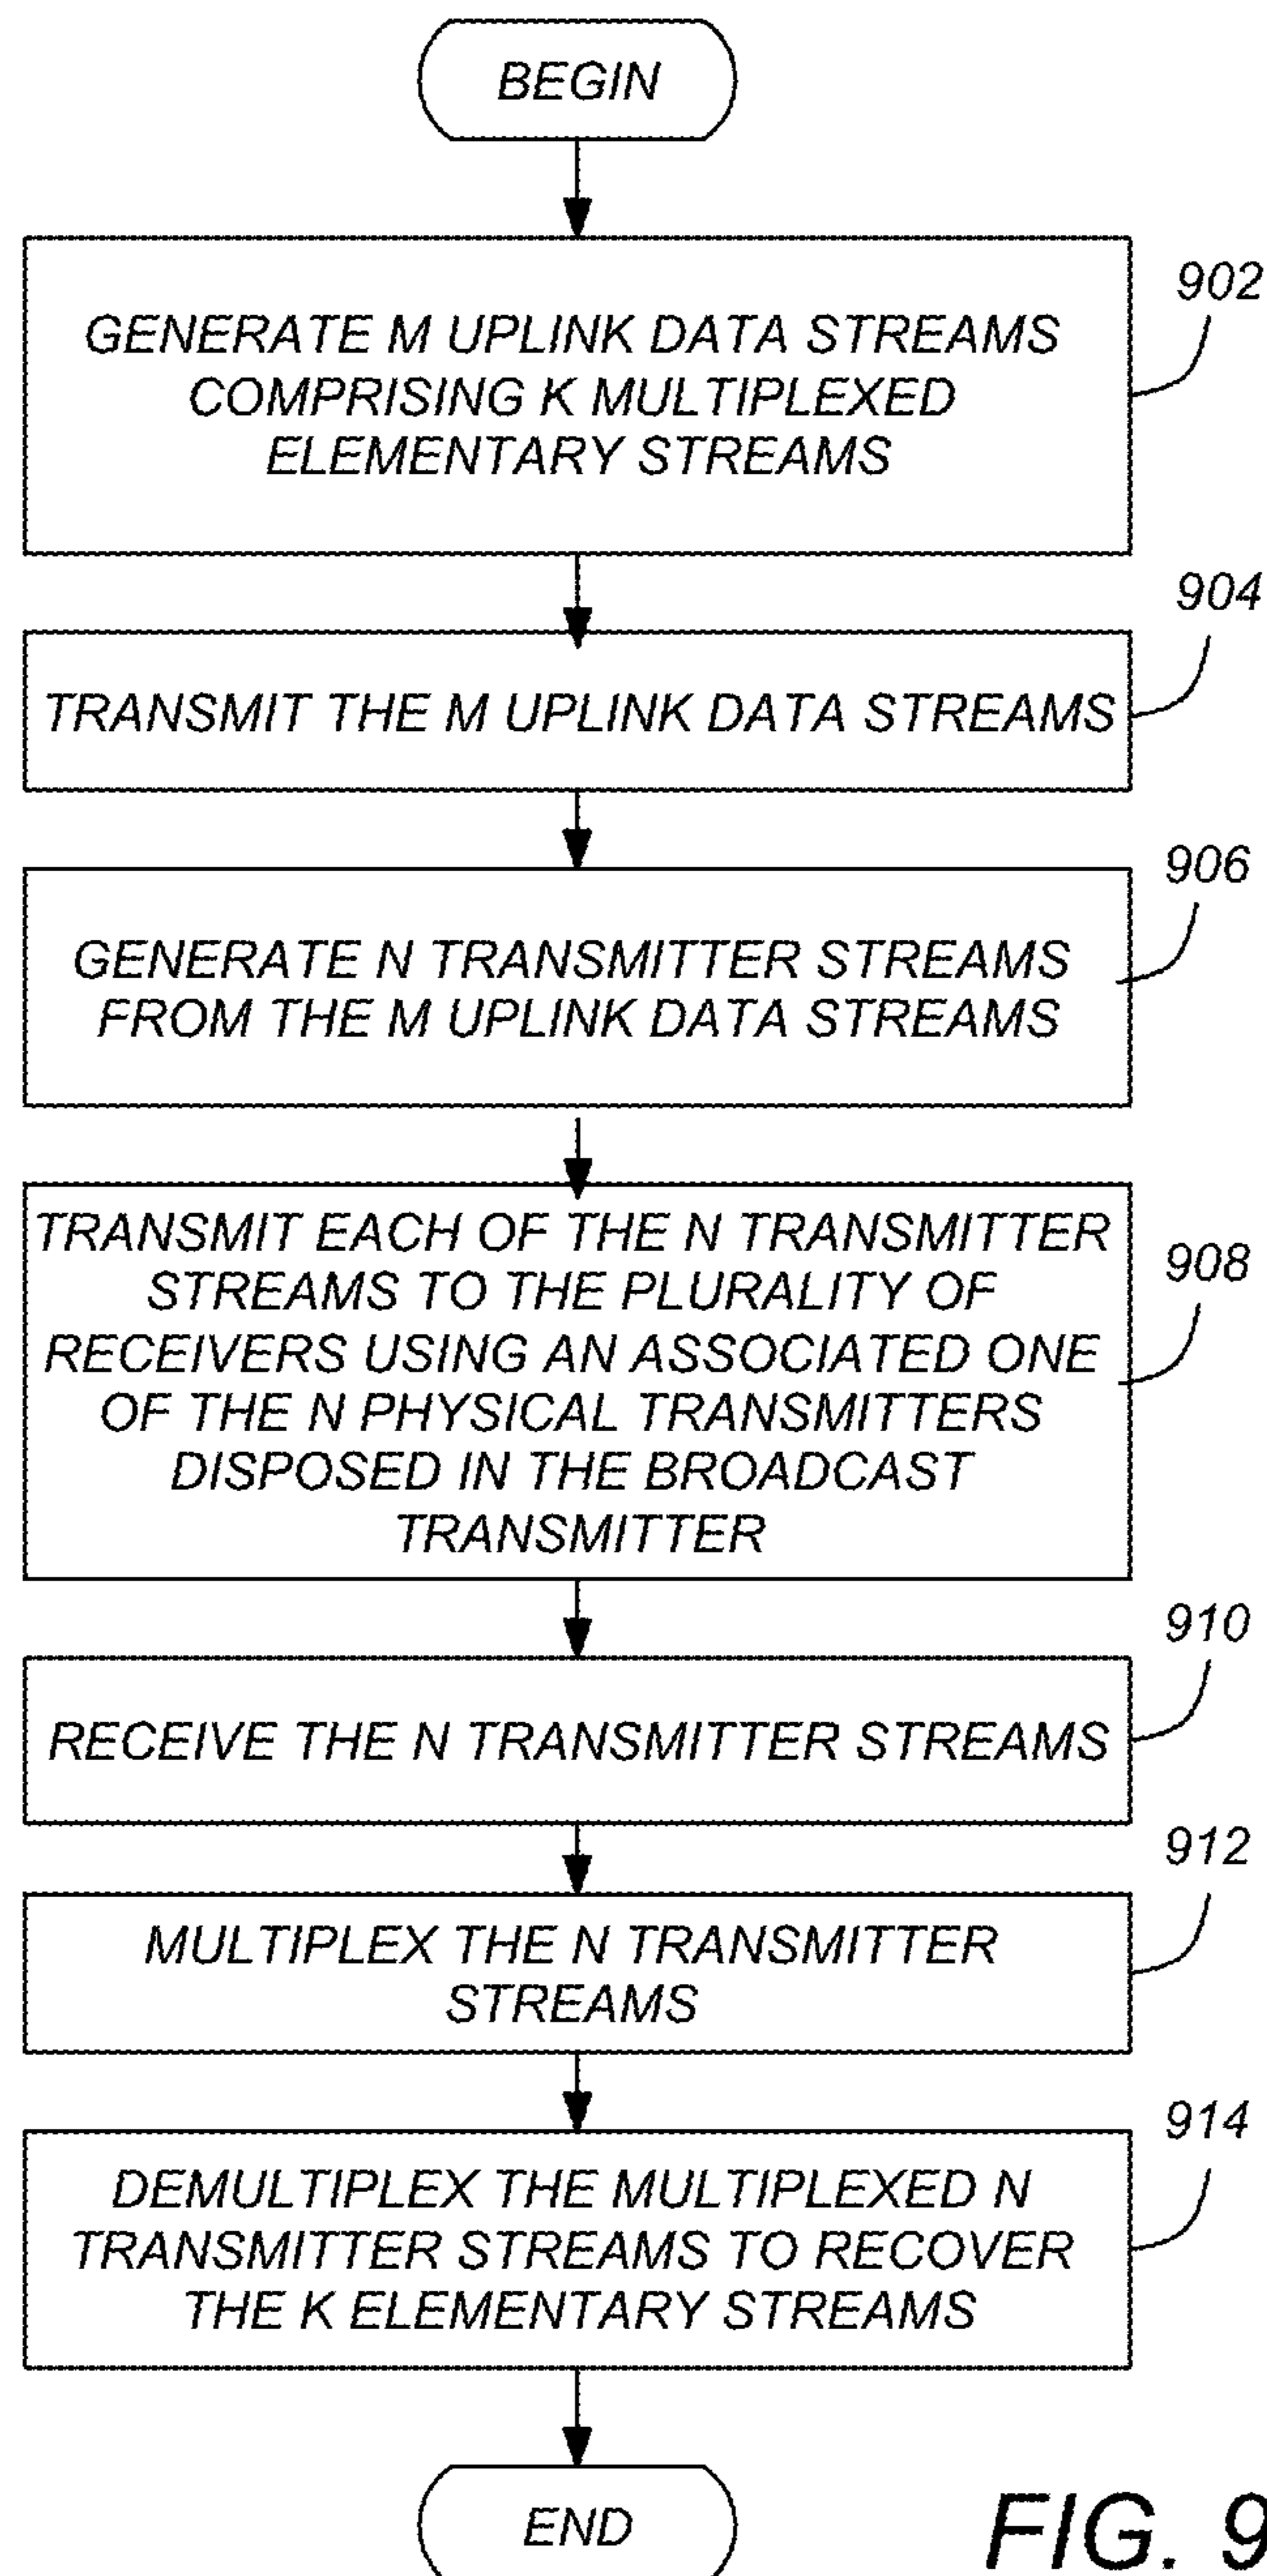 BEGIN
902
GENERATE M UPLINK DATA STREAMS
COMPRISING K MULTIPLEXED
ELEMENTARY STREAMS
904
TRANSMIT THE M UPLINK DATA STREAMS
906
GENERATE N TRANSMITTER STREAMS
FROM THE M UPLINK DATA STREAMS
908
TRANSMIT EACH OF THE N TRANSMITTER
STREAMS TO THE PLURALITY OF
RECEIVERS USING AN ASSOCIATED ONE
OF THE N PHYSICAL TRANSMITTERS
DISPOSED IN THE BROADCAST
TRANSMITTER
910
RECEIVE THE N TRANSMITTER STREAMS
912
MULTIPLEX THE N TRANSMITTER
STREAMS
914
DEMULTIPLEX THE MULTIPLEXED N
TRANSMITTER STREAMS TO RECOVER
THE K ELEMENTARY STREAMS
END
FIG. 9